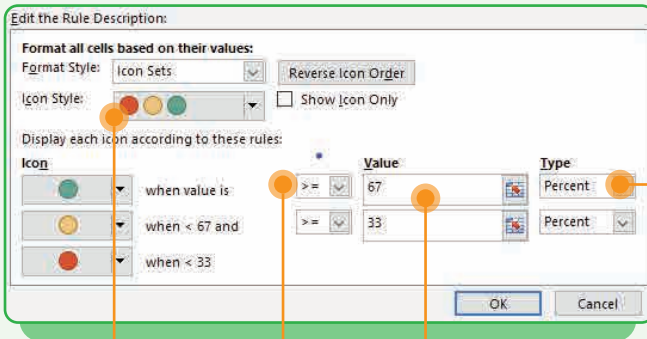 Edit the Rule Description:
Format all cells based on their values:
Format Style: Icon Sets Reverse Icon Order
Icon Style: Show Icon Only
Display each icon according to these rules:
Icon Value Type
when value is >= 67 Percent
when < 67 and >= 33 Percent
when < 33
OK Cancel